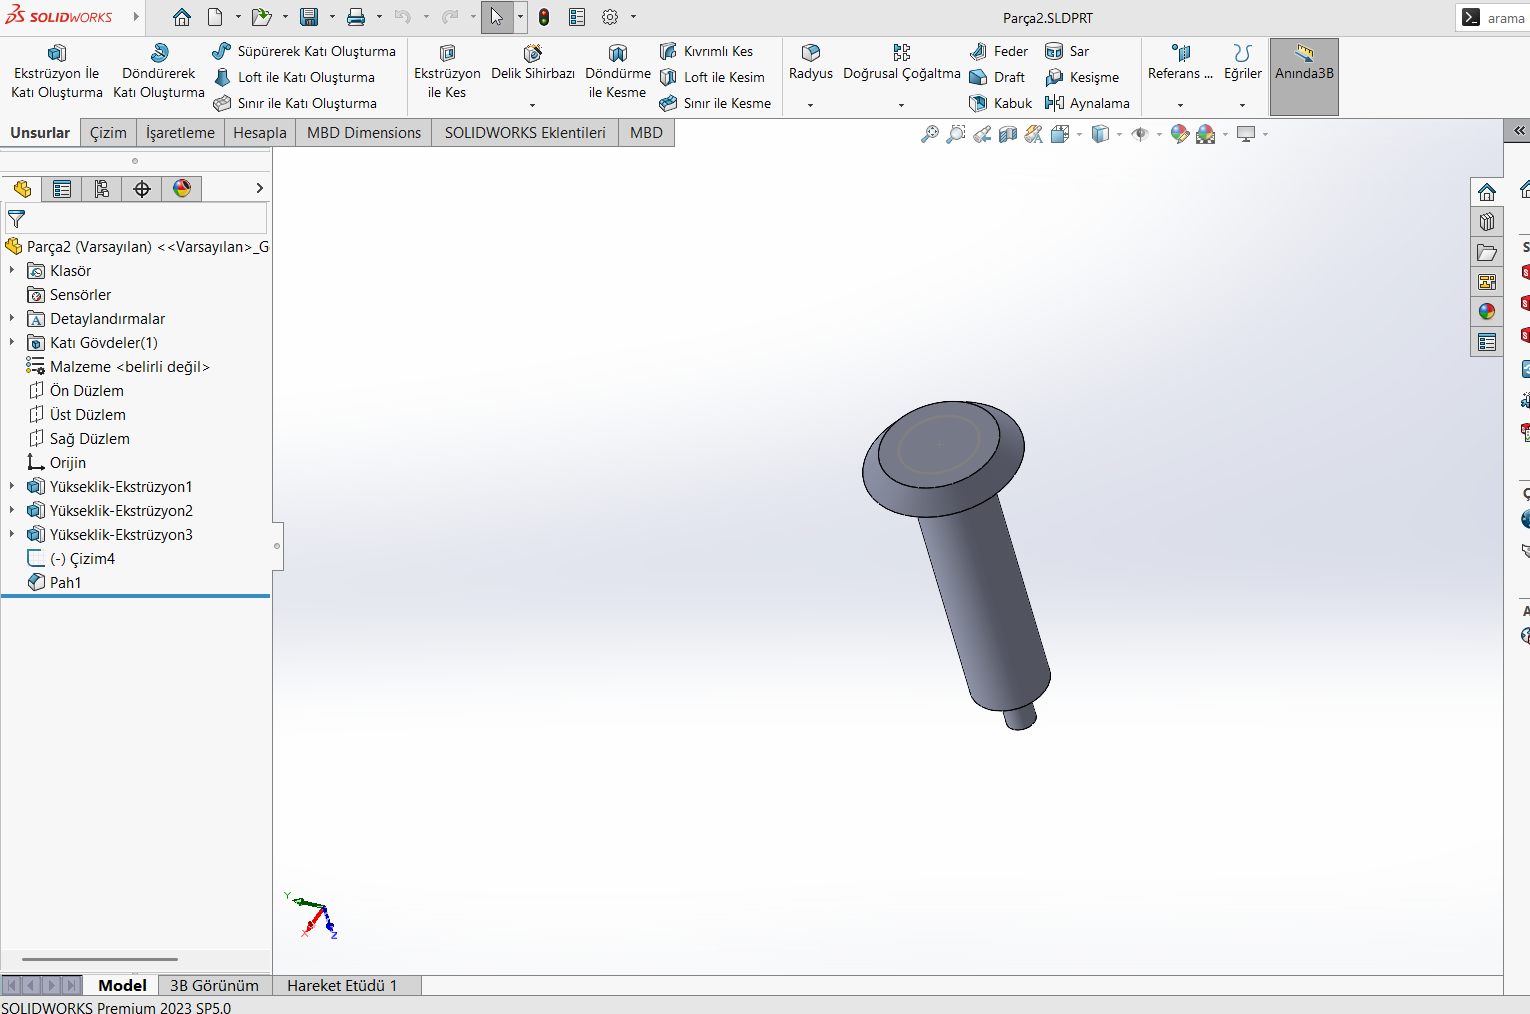 SOLIDWORKS
Parça2.SLDPRT
arama
Ekstrüzyon İle
Katı Oluşturma
Döndürerek
Katı Oluşturma
Süpürerek Katı Oluşturma
Loft ile Katı Oluşturma
Sınır ile Katı Oluşturma
Ekstrüzyon
ile Kes
Delik Sihirbazı
Döndürme
ile Kesme
Kıvrımlı Kes
Loft ile Kesim
Sınır ile Kesme
Radyus
Doğrusal Çoğaltma
Feder
Draft
Kabuk
Sar
Kesişme
Aynalama
Referans ...
Eğriler
Anında3B
Unsurlar
Çizim
İşaretleme
Hesapla
MBD Dimensions
SOLIDWORKS Eklentileri
MBD
Parça2 (Varsayılan) <<Varsayılan>_G
Klasör
Sensörler
Detaylandırmalar
Katı Gövdeler(1)
Malzeme <belirli değil>
Ön Düzlem
Üst Düzlem
Sağ Düzlem
Orijin
Yükseklik-Ekstrüzyon1
Yükseklik-Ekstrüzyon2
Yükseklik-Ekstrüzyon3
(-) Çizim4
Pah1
Y
X
Z
Model
3B Görünüm
Hareket Etüdü 1
SOLIDWORKS Premium 2023 SP5.0